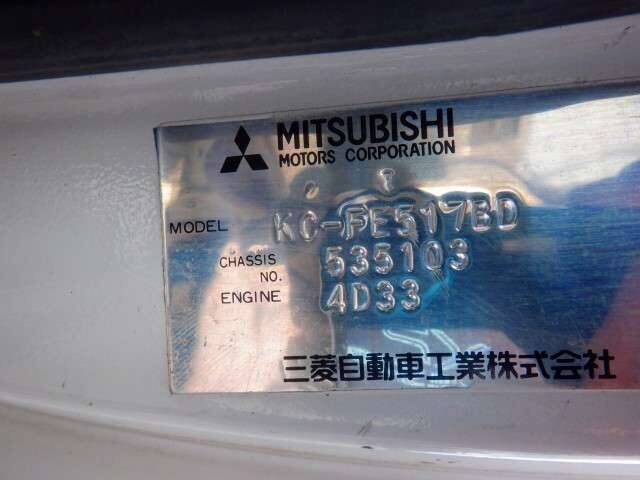 MITSUBISHI
MOTORS CORPORATION
MODEL KC-FE517BD
CHASSIS NO. 535103
ENGINE 4D33
三菱自動車工業株式会社